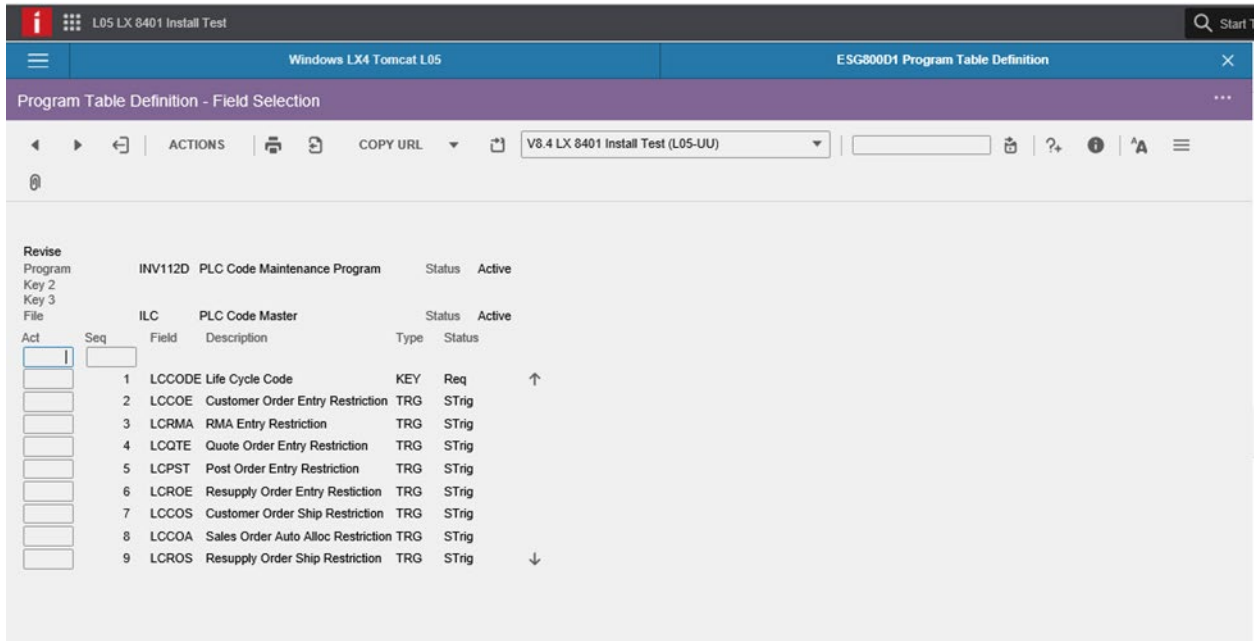 i L05 LX 8401 Install Test Start T
Windows LX4 Tomcat L05 ESG800D1 Program Table Definition
Program Table Definition - Field Selection
ACTIONS COPY URL V8.4 LX 8401 Install Test (L05-UU)
Revise
Program INV112D PLC Code Maintenance Program Status Active
Key 2
Key 3
File ILC PLC Code Master Status Active
Act Seq Field Description Type Status
1 LCCODE Life Cycle Code KEY Req
2 LCCOE Customer Order Entry Restriction TRG STrig
3 LCRMA RMA Entry Restriction TRG STrig
4 LCQTE Quote Order Entry Restriction TRG STrig
5 LCPST Post Order Entry Restriction TRG STrig
6 LCROE Resupply Order Entry Restiction TRG STrig
7 LCCOS Customer Order Ship Restriction TRG STrig
8 LCCOA Sales Order Auto Alloc Restriction TRG STrig
9 LCROS Resupply Order Ship Restriction TRG STrig